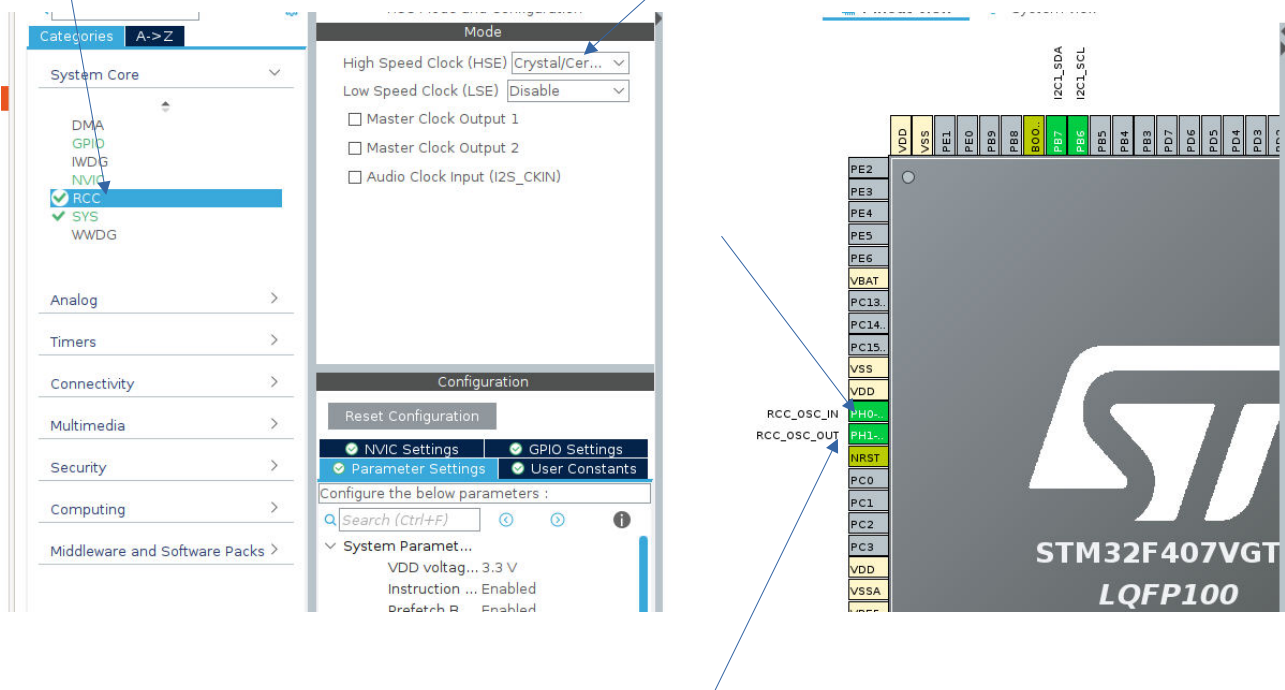 Categories
A->Z
System Core
DMA
GPIO
IWDG
NVIC
RCC
SYS
WWDG
Analog
Timers
Connectivity
Multimedia
Security
Computing
Middleware and Software Packs
Mode
High Speed Clock (HSE) Crystal/Cer...
Low Speed Clock (LSE) Disable
Master Clock Output 1
Master Clock Output 2
Audio Clock Input (I2S_CKIN)
Configuration
Reset Configuration
NVIC Settings
GPIO Settings
Parameter Settings
User Constants
Configure the below parameters :
Search (Ctrl+F)
System Paramet...
VDD voltag... 3.3 V
Instruction ... Enabled
Prefetch B... Enabled
I2C1_SDA
I2C1_SCL
VDD
VSS
PE1
PE0
PB9
PB8
BOO..
PB7
PB6
PB5
PB4
PB3
PD7
PD6
PD5
PD4
PD3
PE2
PE3
PE4
PE5
PE6
VBAT
PC13..
PC14..
PC15..
VSS
VDD
RCC_OSC_IN PH0-..
RCC_OSC_OUT PH1-..
NRST
PC0
PC1
PC2
PC3
VDD
VSSA
ST
STM32F407VGT
LQFP100